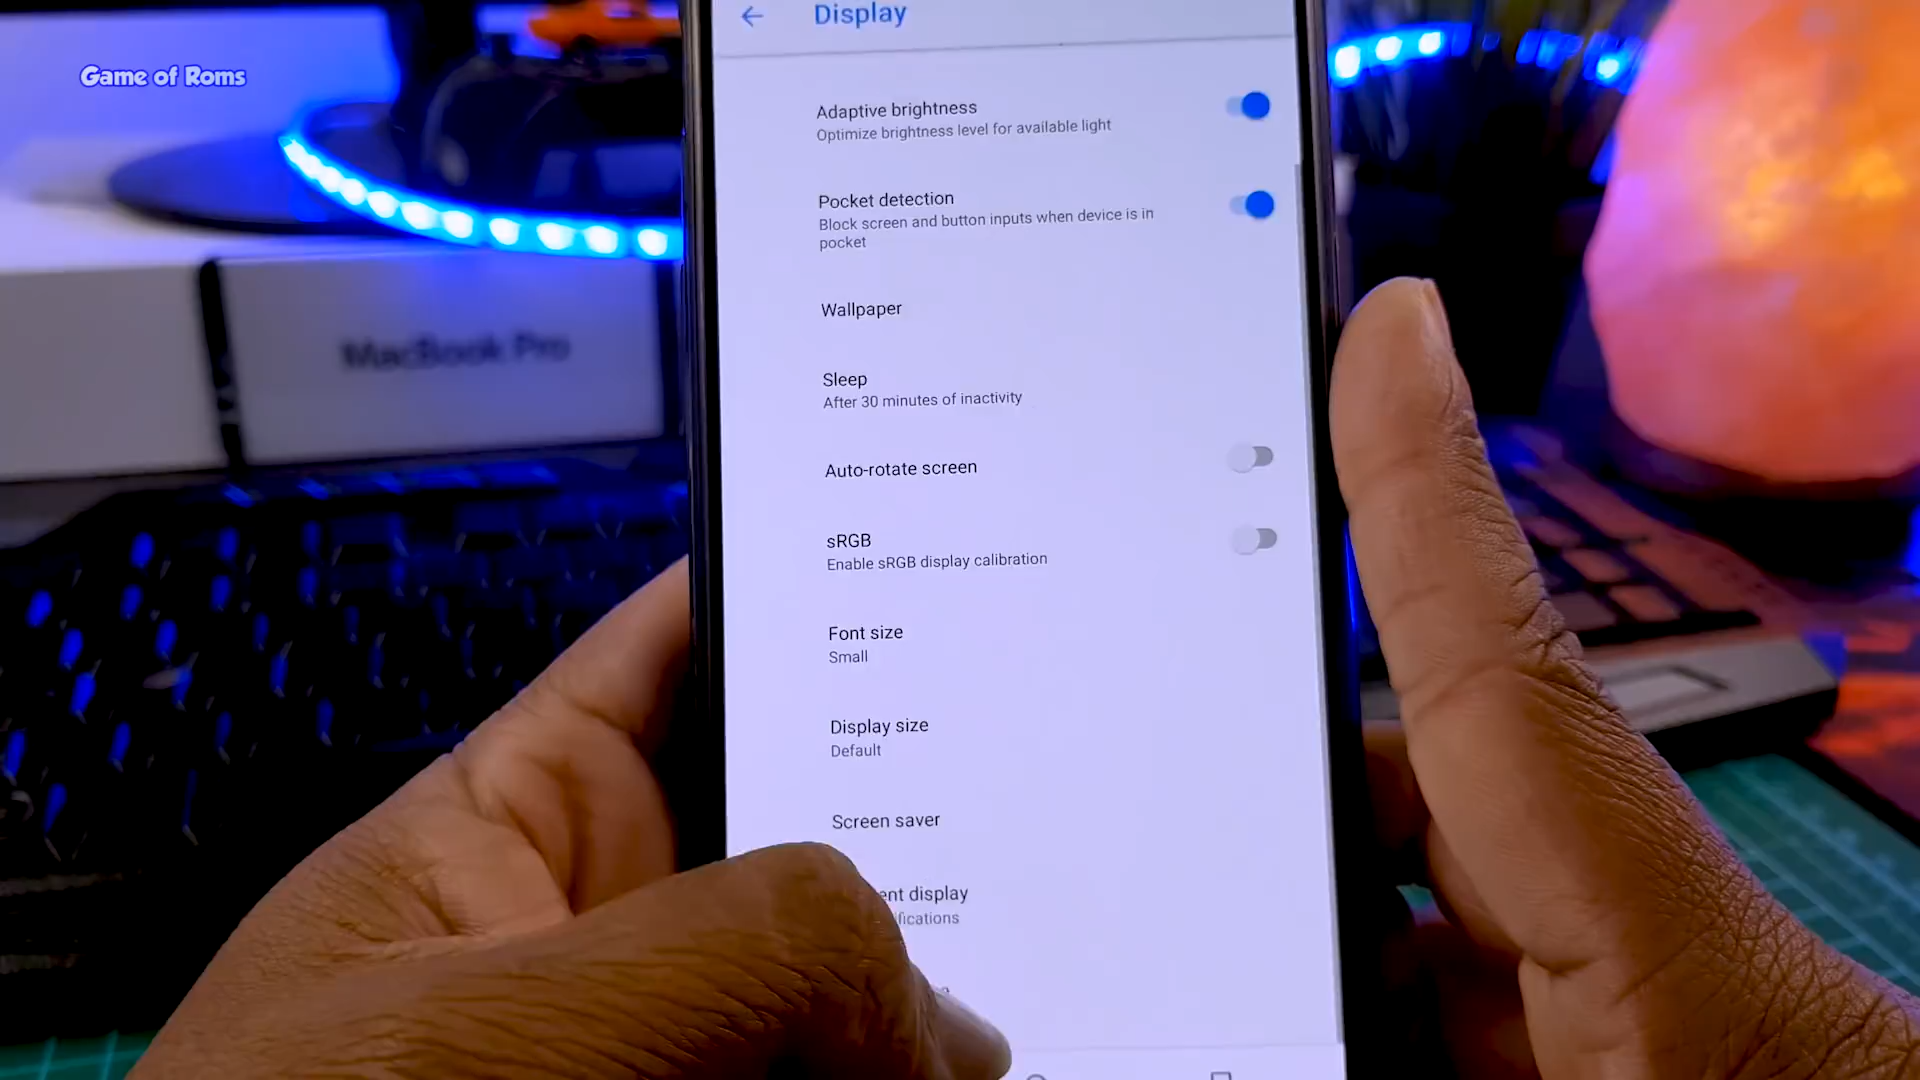 Game of Roms
Display
Adaptive brightness
Optimize brightness level for available light
Pocket detection
Block screen and button inputs when device is in
pocket
Wallpaper
MacBook Pro
Sleep
After 30 minutes of inactivity
Auto-rotate screen
sRGB
Enable sRGB display calibration
Font size
Small
Display size
Default
Screen saver
display